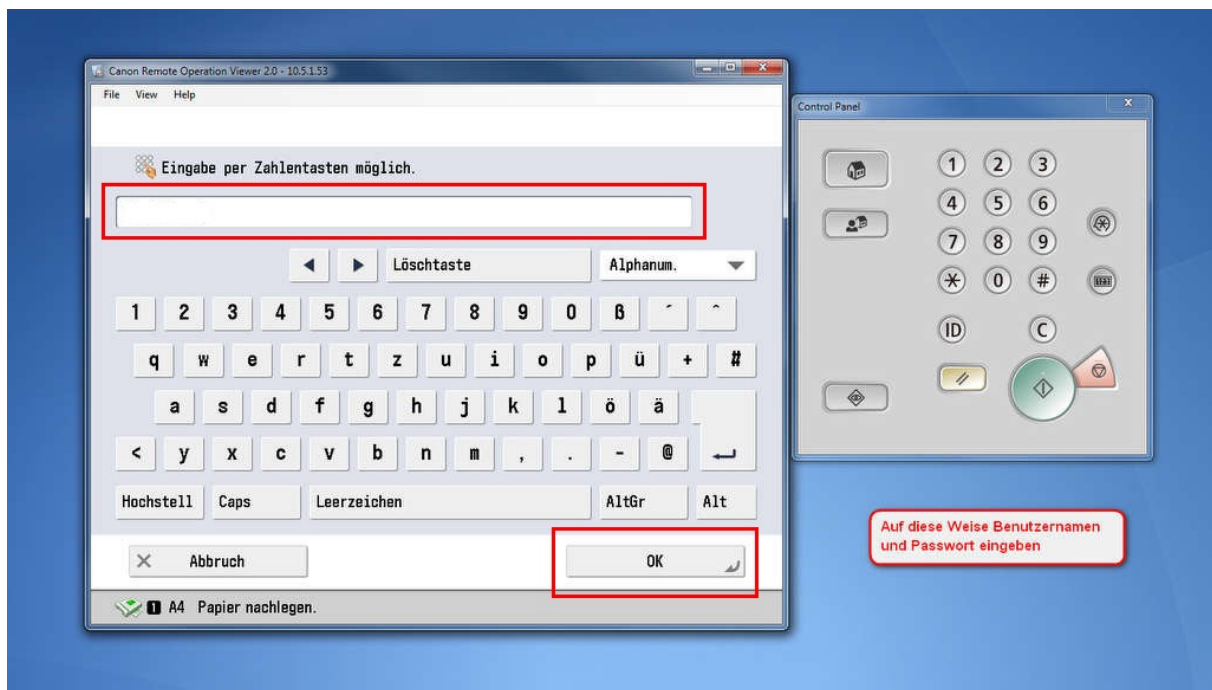 Canon Remote Operation Viewer 2.0 - 10.5.1.53
File View Help
Eingabe per Zahlentasten möglich.
Löschtaste Alphanum.
1 2 3 4 5 6 7 8 9 0 ß ´ ^
q w e r t z u i o p ü + #
a s d f g h j k l ö ä
< y x c v b n m , . - @
Hochstell Caps Leerzeichen AltGr Alt
Abbruch OK
1 A4 Papier nachlegen.
Control Panel X
1 2 3
4 5 6
7 8 9
* 0 #
ID C
Auf diese Weise Benutzernamen
und Passwort eingeben